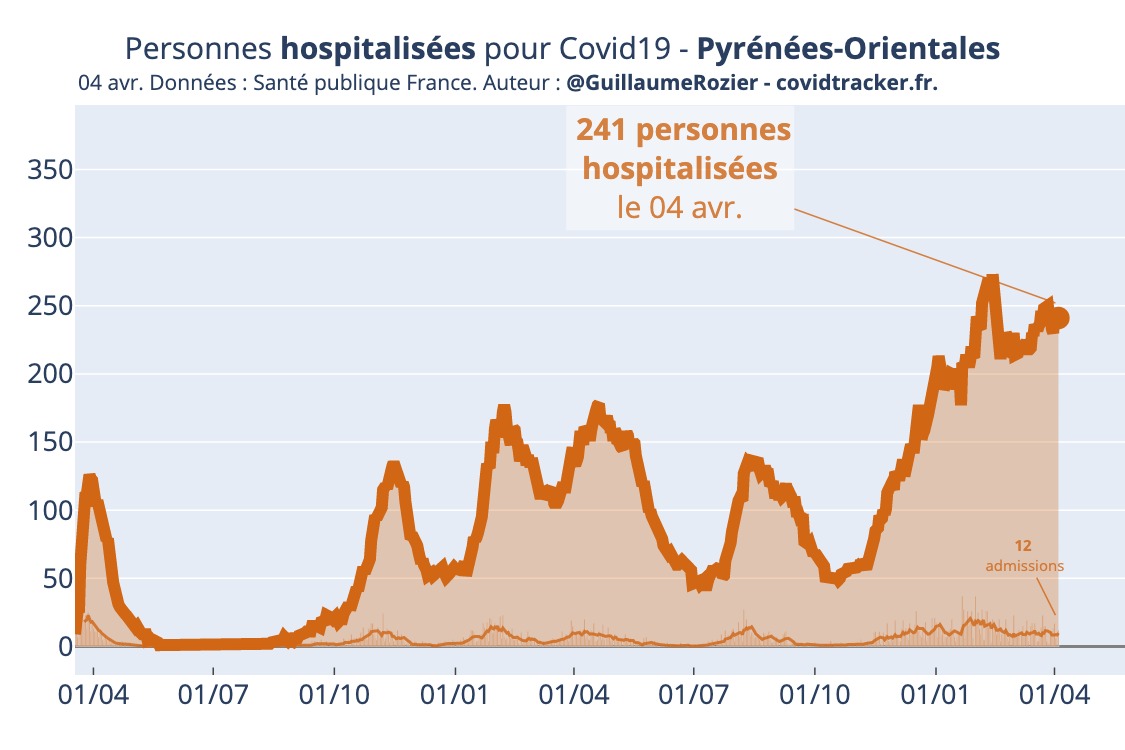 Personnes hospitalisées pour Covid19 - Pyrénées-Orientales
04 avr. Données : Santé publique France. Auteur : @GuillaumeRozier - covidtracker.fr.
241 personnes
hospitalisées
le 04 avr.
350
300
250
200
150
100
50
0
12
admissions
01/04 01/07 01/10 01/01 01/04 01/07 01/10 01/01 01/04